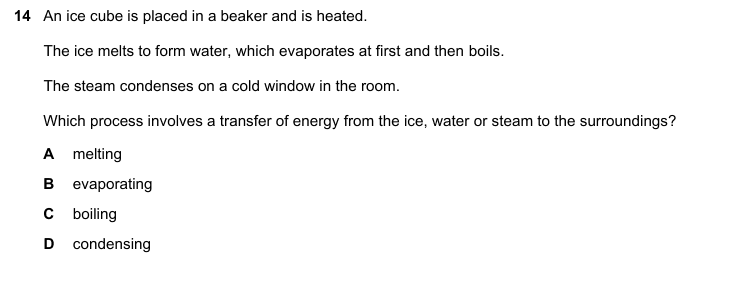 14 An ice cube is placed in a beaker and is heated.
The ice melts to form water, which evaporates at first and then boils.
The steam condenses on a cold window in the room.
Which process involves a transfer of energy from the ice, water or steam to the surroundings?
A melting
B evaporating
C boiling
D condensing